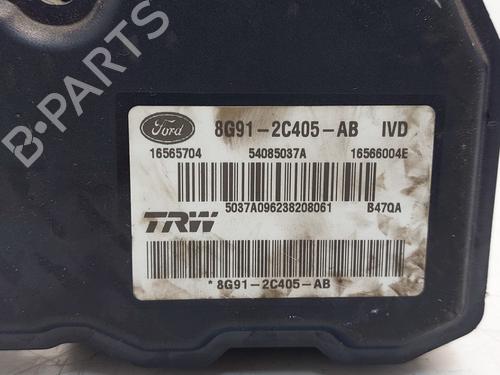 Ford 8G91-2C405-AB IVD
16565704 54085037A 16566004E
5037A096238208061 B47QA
TRW
*8G91-2C405-AB
B-PARTS